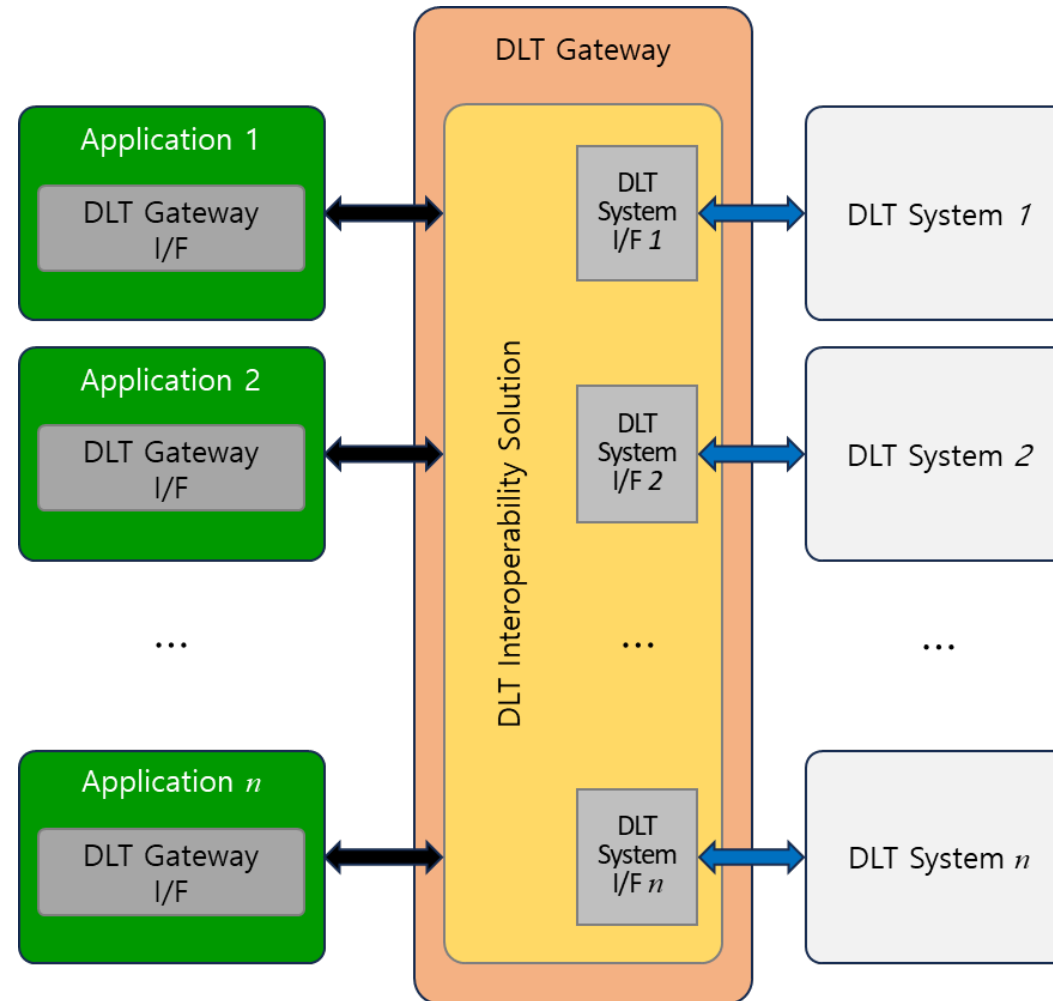 DLT Gateway
Application 1
DLT Gateway
I/F
Application 2
DLT Gateway
I/F
...
Application n
DLT Gateway
I/F
DLT Interoperability Solution
DLT
System
I/F 1
DLT
System
I/F 2
...
DLT
System
I/F n
DLT System 1
DLT System 2
...
DLT System n